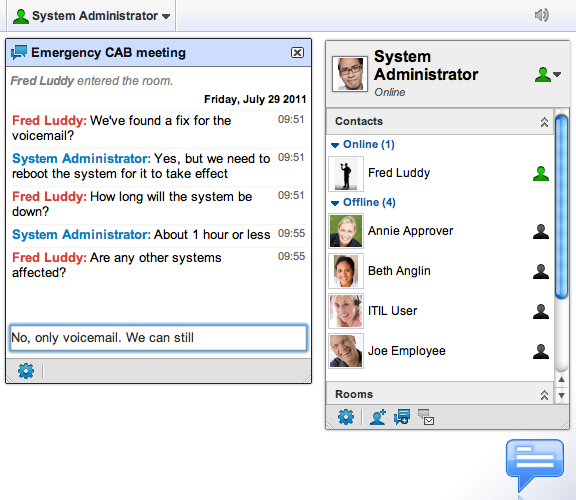 System Administrator
Emergency CAB meeting
Fred Luddy entered the room.
Friday, July 29 2011
Fred Luddy: We've found a fix for the 09:51
voicemail?
System Administrator: Yes, but we need to 09:51
reboot the system for it to take effect
Fred Luddy: How long will the system be 09:51
down?
System Administrator: About 1 hour or less 09:55
Fred Luddy: Are any other systems 09:55
affected?
No, only voicemail. We can still
System
Administrator
Online
Contacts
Online (1)
Fred Luddy
Offline (4)
Annie Approver
Beth Anglin
ITIL User
Joe Employee
Rooms